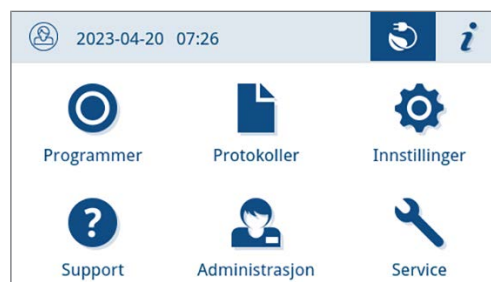 2023-04-20 07:26
i
Programmer Protokoller Innstillinger
?
Support Administrasjon Service